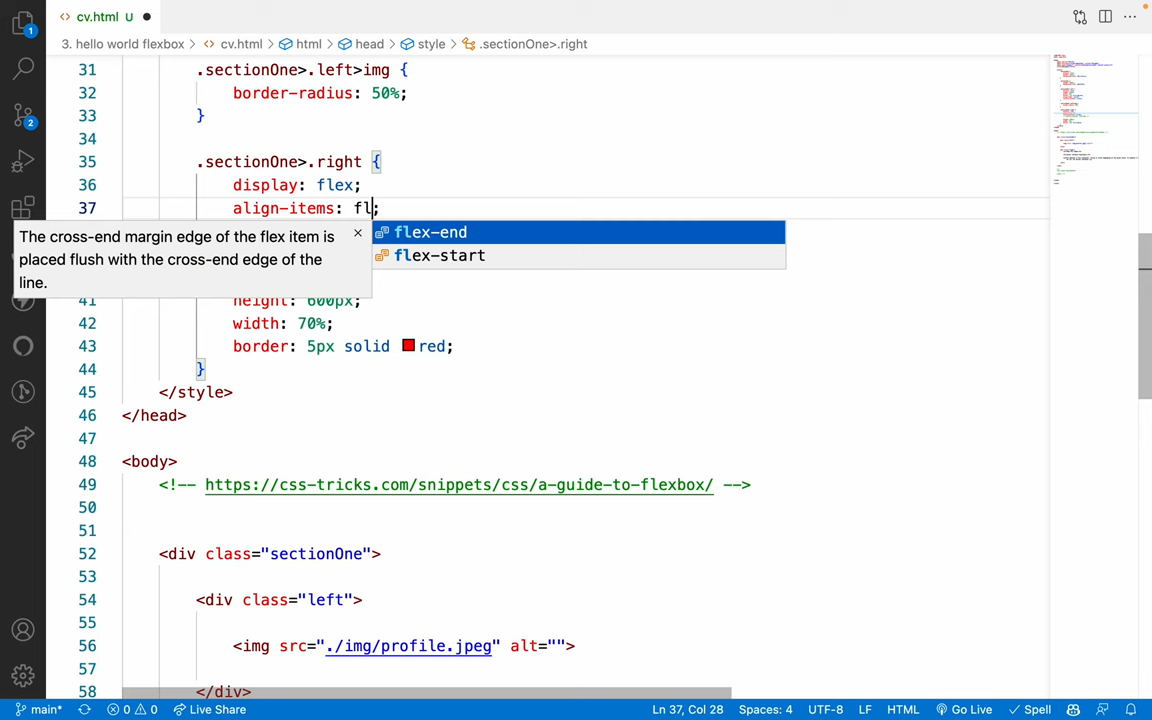 cv.html U
3. hello world flexbox > cv.html > html > head > style > .sectionOne>.right
31 .sectionOne>.left>img {
32 border-radius: 50%;
33 }
34
35 .sectionOne>.right {
36 display: flex;
37 align-items: fl;
The cross-end margin edge of the flex item is
placed flush with the cross-end edge of the
line.
flex-end
flex-start
41 height: 600px;
42 width: 70%;
43 border: 5px solid red;
44 }
45 </style>
46 </head>
47
48 <body>
49 <!-- https://css-tricks.com/snippets/css/a-guide-to-flexbox/ -->
50
51
52 <div class="sectionOne">
53
54 <div class="left">
55
56 <img src="./img/profile.jpeg" alt="">
57
58 </div>
1
2
main* 0 0 Live Share Ln 37, Col 28 Spaces: 4 UTF-8 LF HTML Go Live Spell